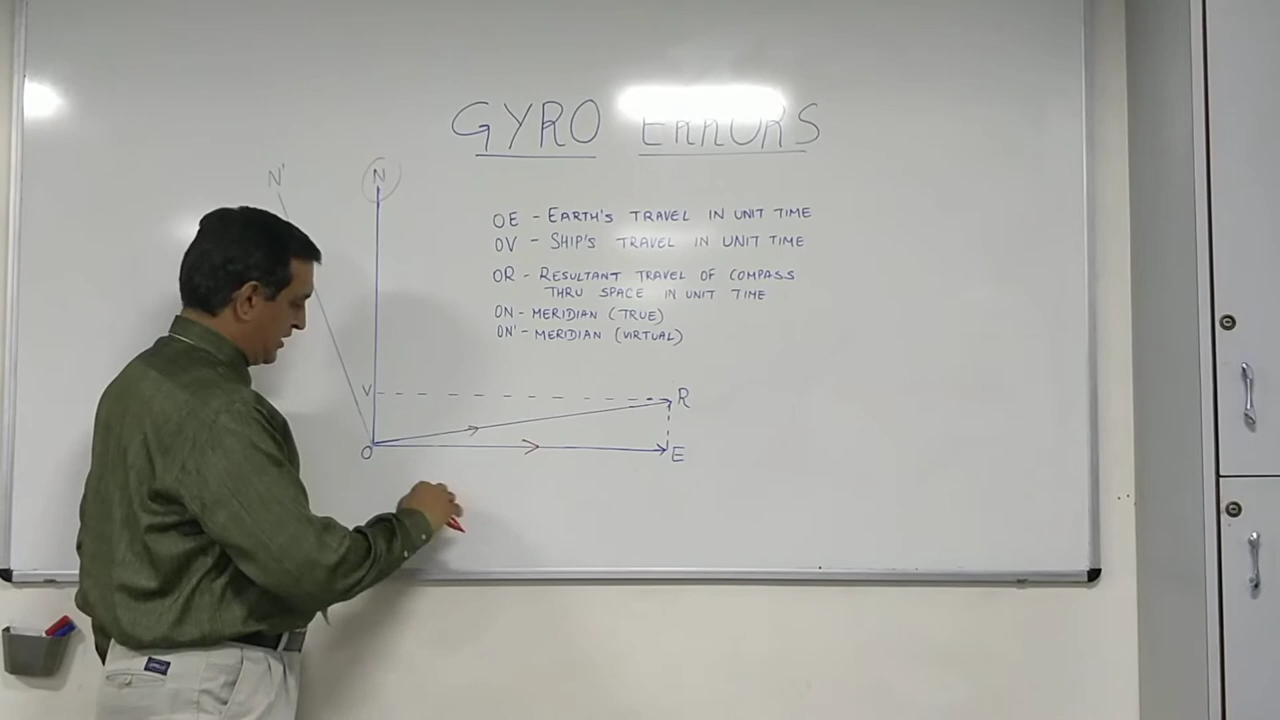 GYRO ERRORS
N'
N
OE - EARTH'S TRAVEL IN UNIT TIME
OV - SHIP'S TRAVEL IN UNIT TIME
OR - RESULTANT TRAVEL OF COMPASS
THRU SPACE IN UNIT TIME
ON - MERIDIAN (TRUE)
ON' - MERIDIAN (VIRTUAL)
V
R
O
E